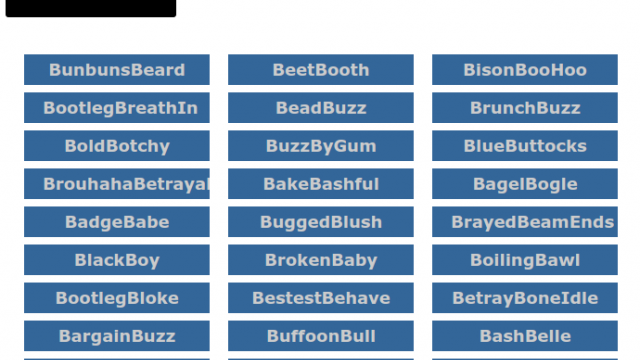 BunbunsBeard BeetBooth BisonBooHoo
BootlegBreathIn BeadBuzz BrunchBuzz
BoldBotchy BuzzByGum BlueButtocks
BrouhahaBetrayal BakeBashful BagelBogle
BadgeBabe BuggedBlush BrayedBeamEnds
BlackBoy BrokenBaby BoilingBawl
BootlegBloke BestestBehave BetrayBoneIdle
BargainBuzz BuffoonBull BashBelle